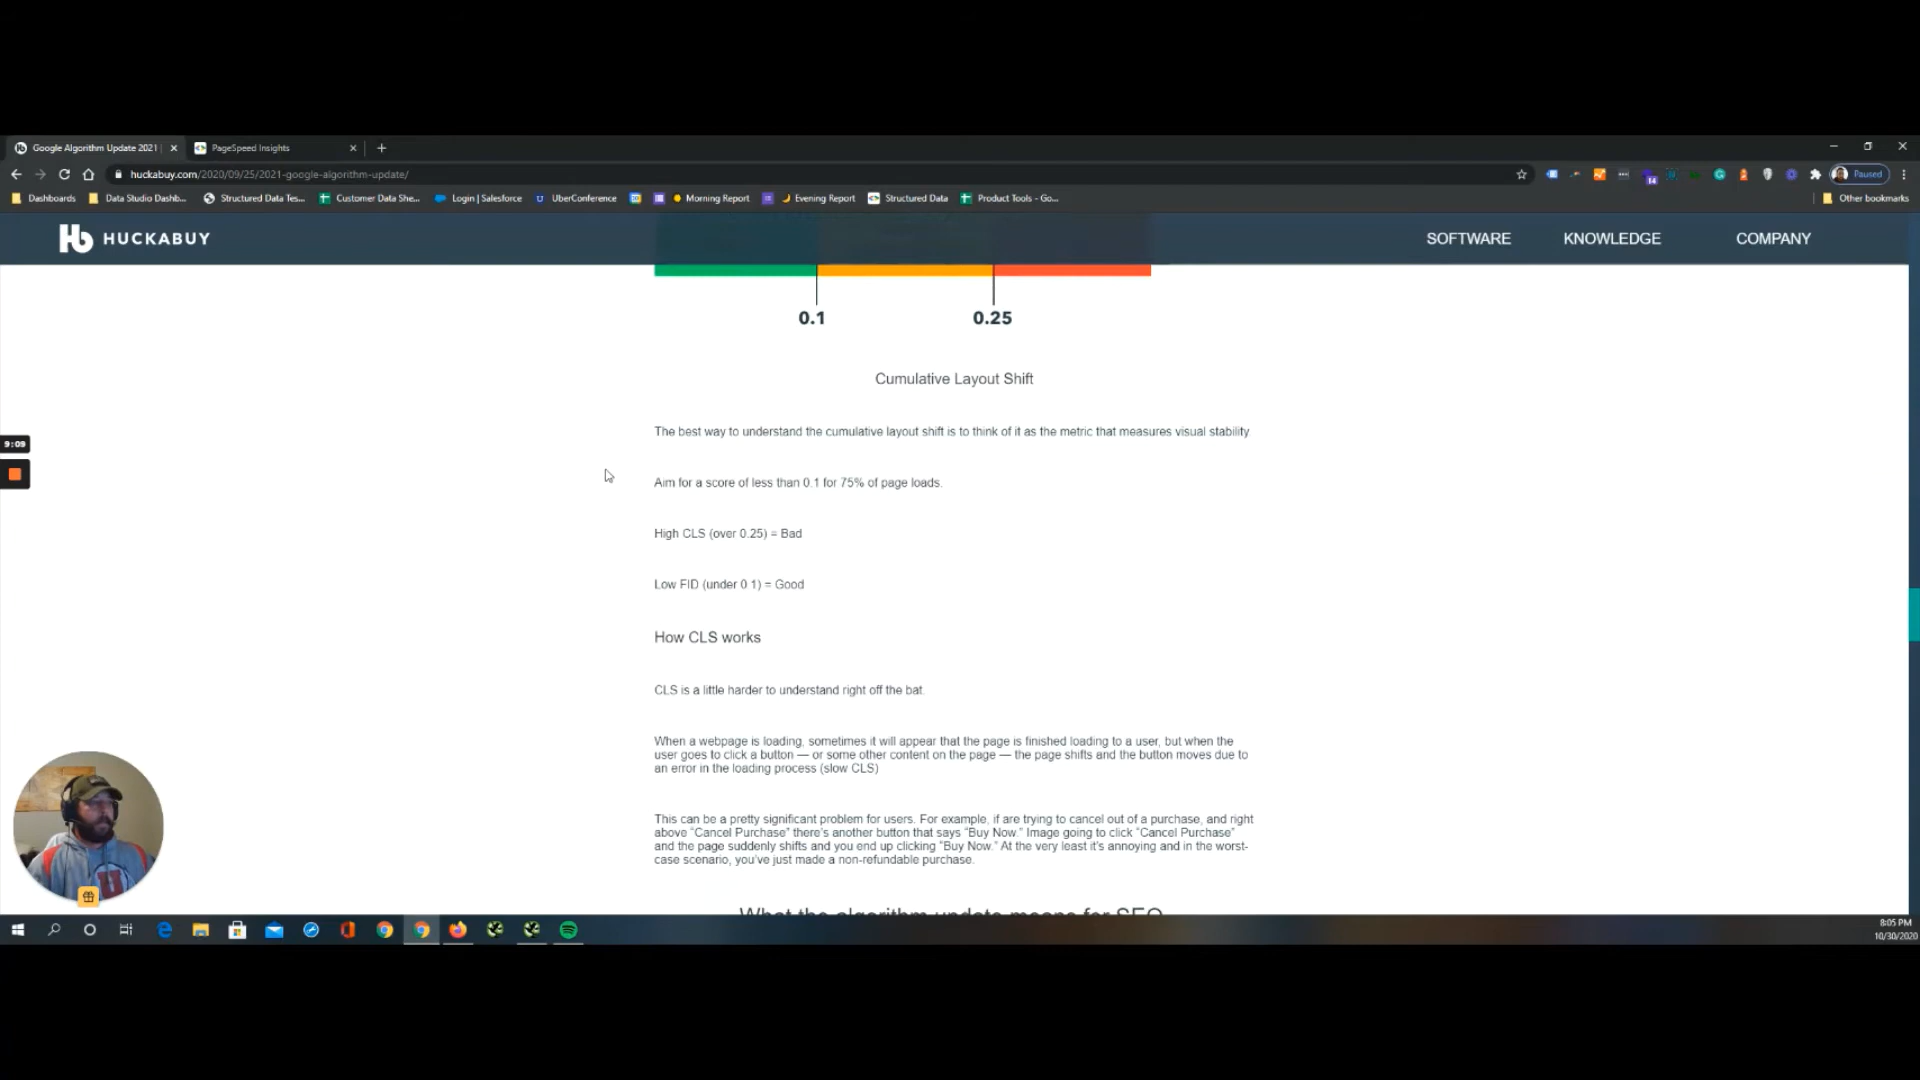 Google Algorithm Update 2021
PageSpeed Insights
huckabuy.com/2020/09/25/2021-google-algorithm-update/
Paused
Dashboards
Data Studio Dashb...
Structured Data Tes...
Customer Data She...
Login | Salesforce
UberConference
Morning Report
Evening Report
Structured Data
Product Tools - Go...
Other bookmarks
14
Hb HUCKABUY
SOFTWARE
KNOWLEDGE
COMPANY
0.1
0.25
Cumulative Layout Shift
The best way to understand the cumulative layout shift is to think of it as the metric that measures visual stability.
9:09
Aim for a score of less than 0.1 for 75% of page loads.
High CLS (over 0.25) = Bad
Low FID (under 0.1) = Good
How CLS works
CLS is a little harder to understand right off the bat.
When a webpage is loading, sometimes it will appear that the page is finished loading to a user, but when the
user goes to click a button — or some other content on the page — the page shifts and the button moves due to
an error in the loading process (slow CLS)
This can be a pretty significant problem for users. For example, if are trying to cancel out of a purchase, and right
above “Cancel Purchase” there’s another button that says “Buy Now.” Image going to click “Cancel Purchase”
and the page suddenly shifts and you end up clicking “Buy Now.” At the very least it’s annoying and in the worst-
case scenario, you’ve just made a non-refundable purchase.
What the algorithm update means for SEO
8:05 PM
10/30/2020